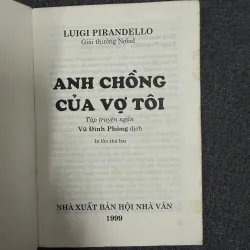 LUIGI PIRANDELLO
Giải thưởng Nobel
ANH CHỒNG
CỦA VỢ TÔI
Tập truyện ngắn
Vũ Đình Phòng dịch
In lần thứ hai
NHÀ XUẤT BẢN HỘI NHÀ VĂN
1999